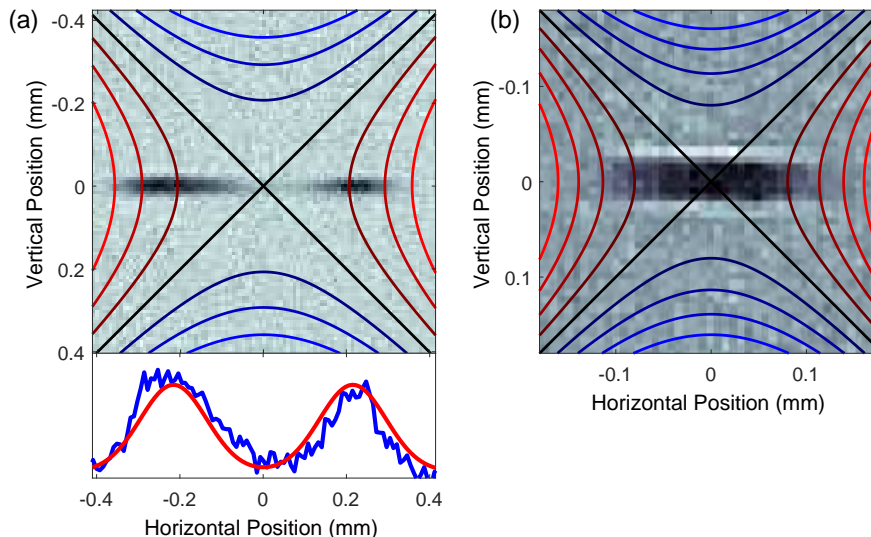 (a)
-0.4
-0.2
0
0.2
0.4
Vertical Position (mm)
-0.4
-0.2
0
0.2
0.4
Horizontal Position (mm)
(b)
-0.1
0
0.1
Vertical Position (mm)
-0.1
0
0.1
Horizontal Position (mm)